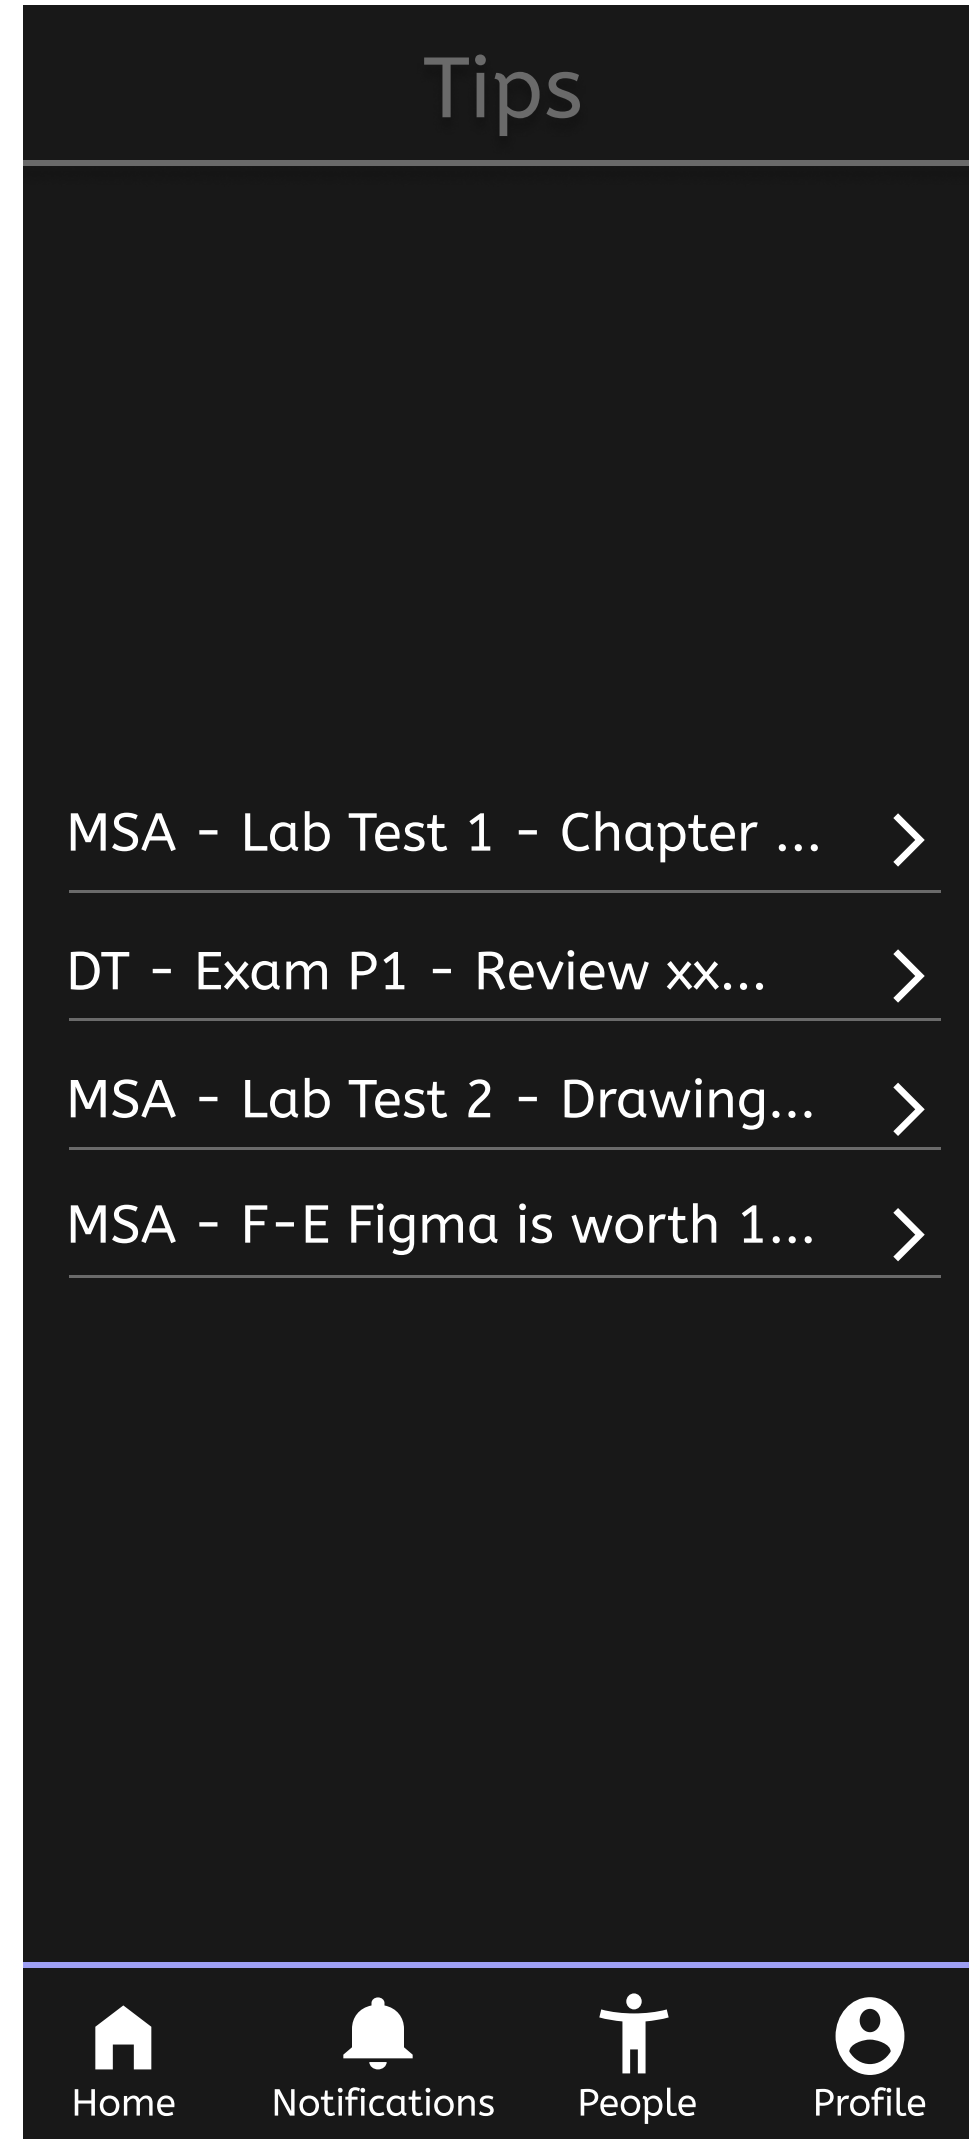 Tips
MSA - Lab Test 1 - Chapter ...
DT - Exam P1 - Review xx...
MSA - Lab Test 2 - Drawing...
MSA - F-E Figma is worth 1...
Home Notifications People Profile